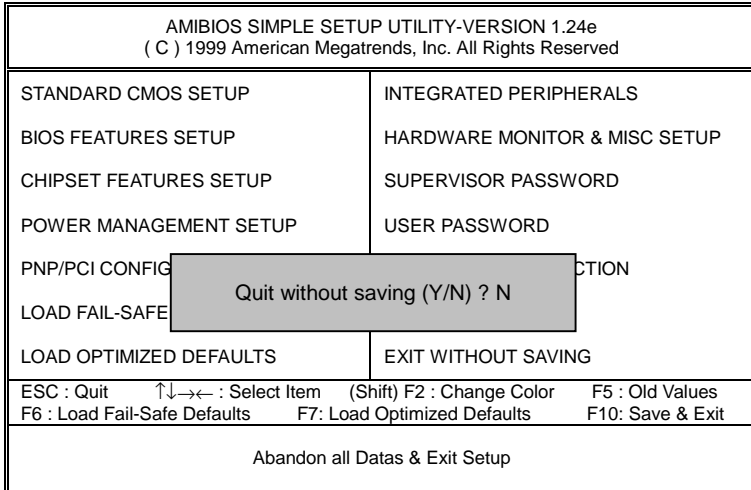 AMIBIOS SIMPLE SETUP UTILITY-VERSION 1.24e
( C ) 1999 American Megatrends, Inc. All Rights Reserved
STANDARD CMOS SETUP
BIOS FEATURES SETUP
CHIPSET FEATURES SETUP
POWER MANAGEMENT SETUP
PNP/PCI CONFIG
LOAD FAIL-SAFE
LOAD OPTIMIZED DEFAULTS
INTEGRATED PERIPHERALS
HARDWARE MONITOR & MISC SETUP
SUPERVISOR PASSWORD
USER PASSWORD
CTION
EXIT WITHOUT SAVING
Quit without saving (Y/N) ? N
ESC : Quit ↑↓→← : Select Item (Shift) F2 : Change Color F5 : Old Values
F6 : Load Fail-Safe Defaults F7: Load Optimized Defaults F10: Save & Exit
Abandon all Datas & Exit Setup